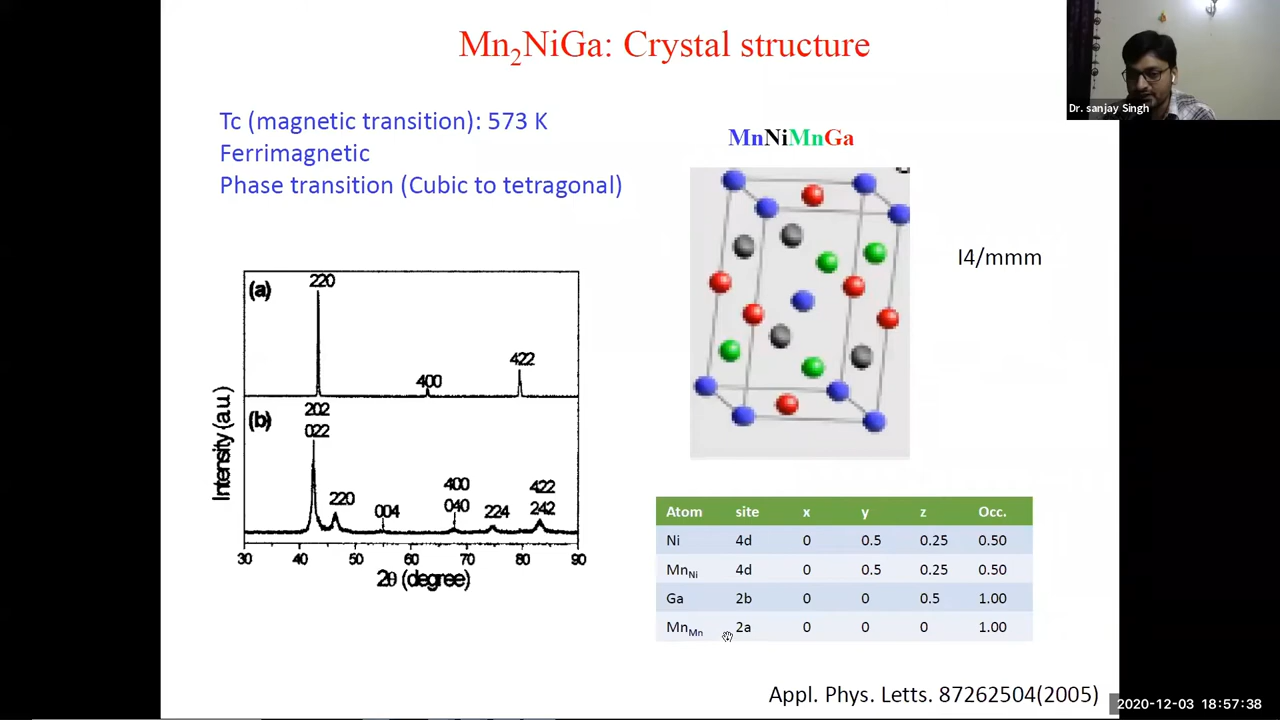 Mn2NiGa: Crystal structure
Dr. sanjay Singh
Tc (magnetic transition): 573 K
Ferrimagnetic
Phase transition (Cubic to tetragonal)
MnNiMnGa
I4/mmm
(a)
220
400
422
(b)
202
022
220
004
400
040
224
422
242
Intensity (a.u.)
30 40 50 60 70 80 90
2θ (degree)
Atom site x y z Occ.
Ni 4d 0 0.5 0.25 0.50
MnNi 4d 0 0.5 0.25 0.50
Ga 2b 0 0 0.5 1.00
MnMn 2a 0 0 0 1.00
Appl. Phys. Letts. 87262504(2005)
2020-12-03 18:57:38